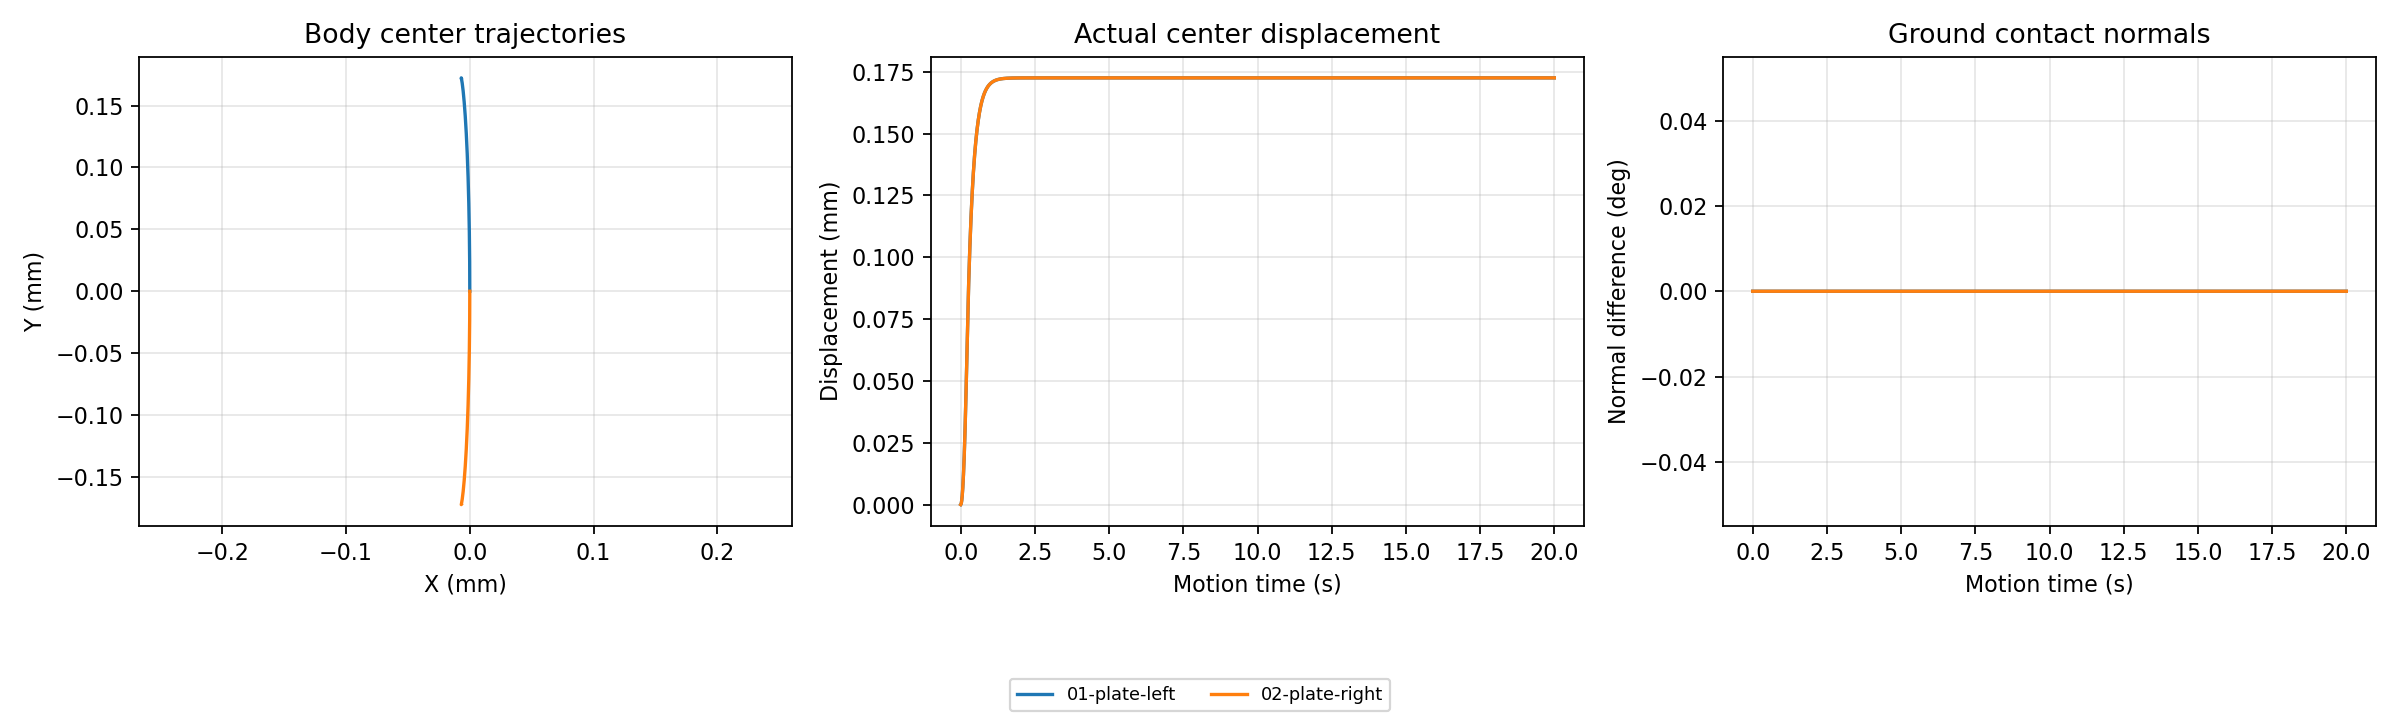 Body center trajectories
Y (mm)
0.15
0.10
0.05
0.00
−0.05
−0.10
−0.15
−0.2 −0.1 0.0 0.1 0.2
X (mm)
Actual center displacement
Displacement (mm)
0.175
0.150
0.125
0.100
0.075
0.050
0.025
0.000
0.0 2.5 5.0 7.5 10.0 12.5 15.0 17.5 20.0
Motion time (s)
Ground contact normals
Normal difference (deg)
0.04
0.02
0.00
−0.02
−0.04
0.0 2.5 5.0 7.5 10.0 12.5 15.0 17.5 20.0
Motion time (s)
01-plate-left 02-plate-right